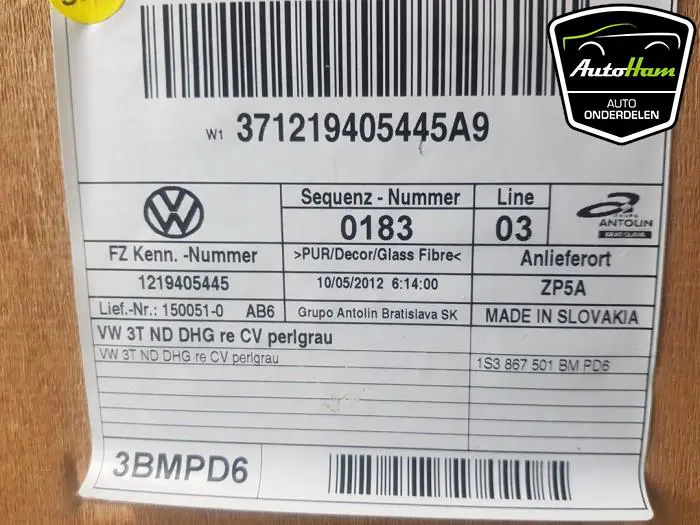 AutoHam
AUTO
ONDERDELEN
W1 371219405445A9
Sequenz - Nummer
Line
0183
03
GRUPO
ANTOLIN
BRATISLAVA
FZ Kenn. -Nummer
>PUR/Decor/Glass Fibre<
Anlieferort
1219405445
10/05/2012 6:14:00
ZP5A
Lief.-Nr.: 150051-0 AB6
Grupo Antolin Bratislava SK
MADE IN SLOVAKIA
VW 3T ND DHG re CV perlgrau
VW 3T ND DHG re CV perlgrau
1S3 867 501 BM PD6
3BMPD6